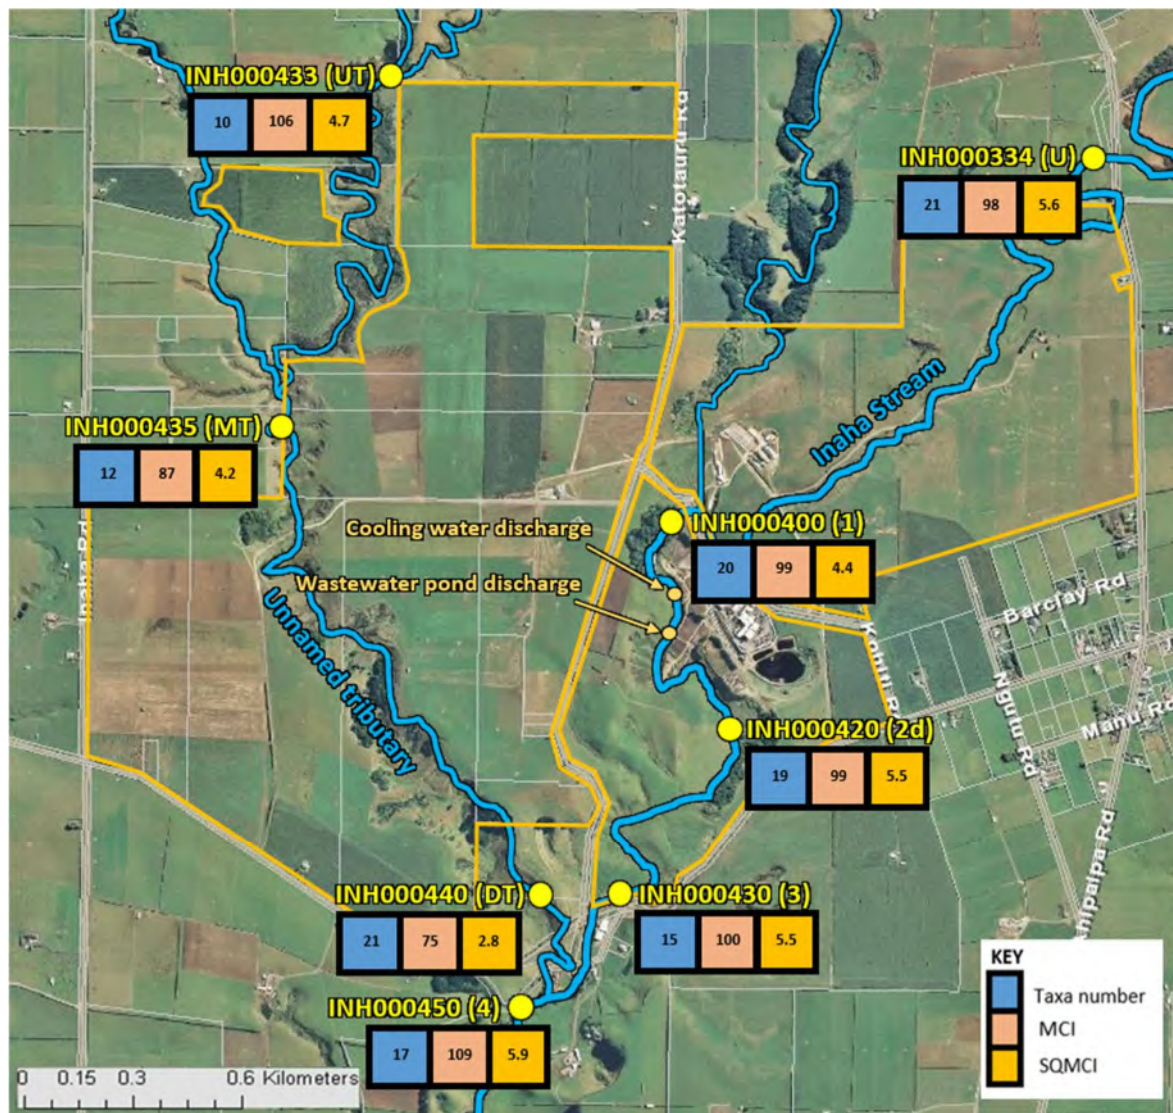 INH000433 (UT)
10 106 4.7
Katotauru Rd
INH000334 (U)
21 98 5.6
Inaha Stream
INH000435 (MT)
12 87 4.2
Inaha Rd
Cooling water discharge
INH000400 (1)
20 99 4.4
Wastewater pond discharge
Unnamed tributary
Barclay Rd
Kohiti R
Ngutu Rd
Manu R
INH000420 (2d)
19 99 5.5
INH000440 (DT)
21 75 2.8
INH000430 (3)
15 100 5.5
INH000450 (4)
17 109 5.9
KEY
Taxa number
MCI
SQMCI
0 0.15 0.3 0.6 Kilometers